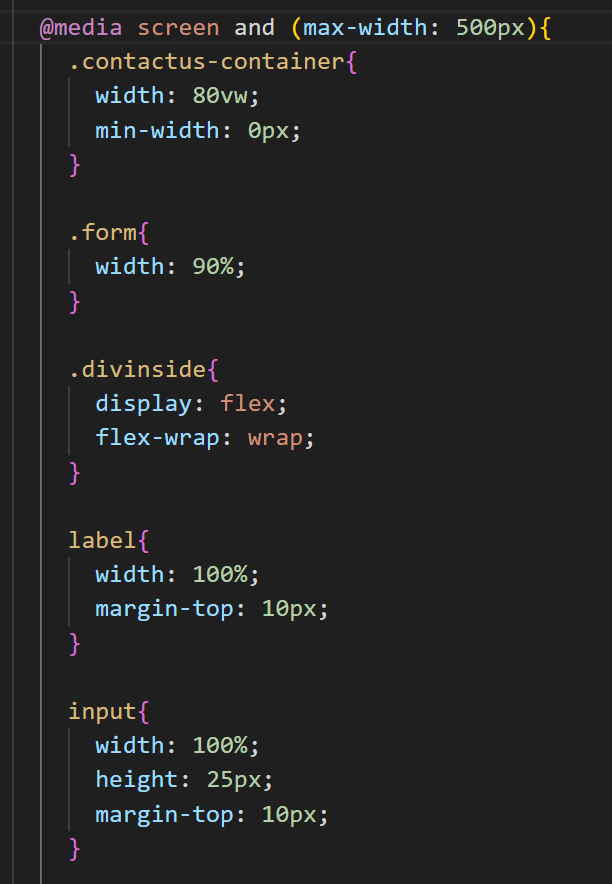 @media screen and (max-width: 500px){
.contactus-container{
width: 80vw;
min-width: 0px;
}
.form{
width: 90%;
}
.divinside{
display: flex;
flex-wrap: wrap;
}
label{
width: 100%;
margin-top: 10px;
}
input{
width: 100%;
height: 25px;
margin-top: 10px;
}